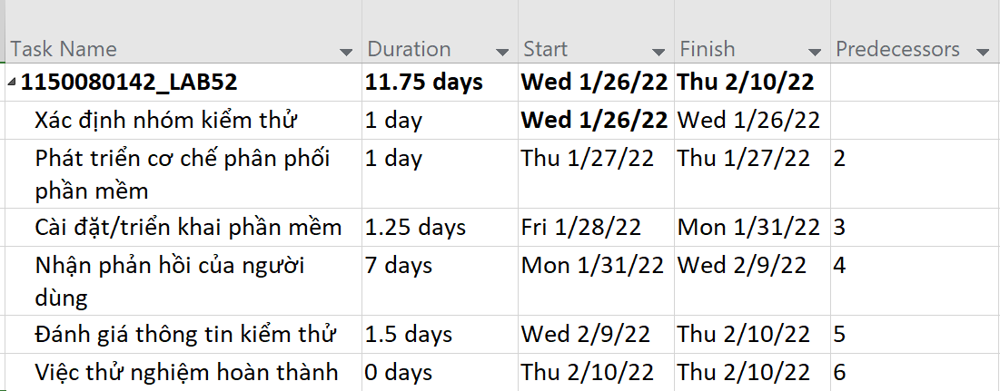 Task Name Duration Start Finish Predecessors
1150080142_LAB52 11.75 days Wed 1/26/22 Thu 2/10/22
Xác định nhóm kiểm thử 1 day Wed 1/26/22 Wed 1/26/22
Phát triển cơ chế phân phối 1 day Thu 1/27/22 Thu 1/27/22 2
phần mềm
Cài đặt/triển khai phần mềm 1.25 days Fri 1/28/22 Mon 1/31/22 3
Nhận phản hồi của người 7 days Mon 1/31/22 Wed 2/9/22 4
dùng
Đánh giá thông tin kiểm thử 1.5 days Wed 2/9/22 Thu 2/10/22 5
Việc thử nghiệm hoàn thành 0 days Thu 2/10/22 Thu 2/10/22 6